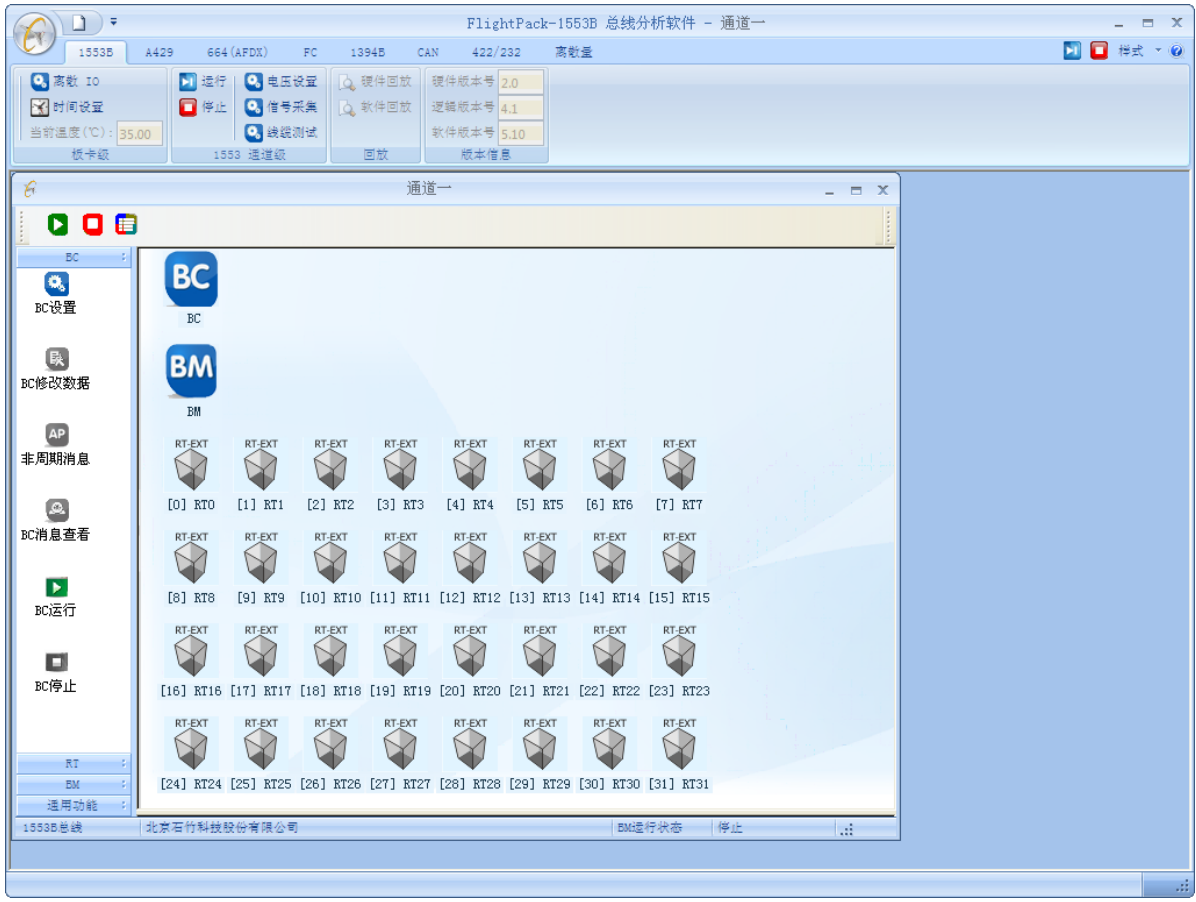 FlightPack-1553B 总线分析软件 - 通道一
1553B A429 664(AFDX) FC 1394B CAN 422/232 离散量 样式
离散 IO 运行 电压设置 硬件回放 硬件版本号 2.0
时间设置 停止 信号采集 软件回放 逻辑版本号 4.1
当前温度(℃): 35.00 线缆测试 软件版本号 5.10
板卡级 1553 通道级 回放 版本信息
通道一
BC
BC设置
BC修改数据
AP
非周期消息
BC消息查看
BC运行
BC停止
RT
BM
通用功能
BC
BC
BM
BM
RT-EXT RT-EXT RT-EXT RT-EXT RT-EXT RT-EXT RT-EXT RT-EXT
[0] RT0 [1] RT1 [2] RT2 [3] RT3 [4] RT4 [5] RT5 [6] RT6 [7] RT7
RT-EXT RT-EXT RT-EXT RT-EXT RT-EXT RT-EXT RT-EXT RT-EXT
[8] RT8 [9] RT9 [10] RT10 [11] RT11 [12] RT12 [13] RT13 [14] RT14 [15] RT15
RT-EXT RT-EXT RT-EXT RT-EXT RT-EXT RT-EXT RT-EXT RT-EXT
[16] RT16 [17] RT17 [18] RT18 [19] RT19 [20] RT20 [21] RT21 [22] RT22 [23] RT23
RT-EXT RT-EXT RT-EXT RT-EXT RT-EXT RT-EXT RT-EXT RT-EXT
[24] RT24 [25] RT25 [26] RT26 [27] RT27 [28] RT28 [29] RT29 [30] RT30 [31] RT31
1553B总线 北京石竹科技股份有限公司 BM运行状态 停止